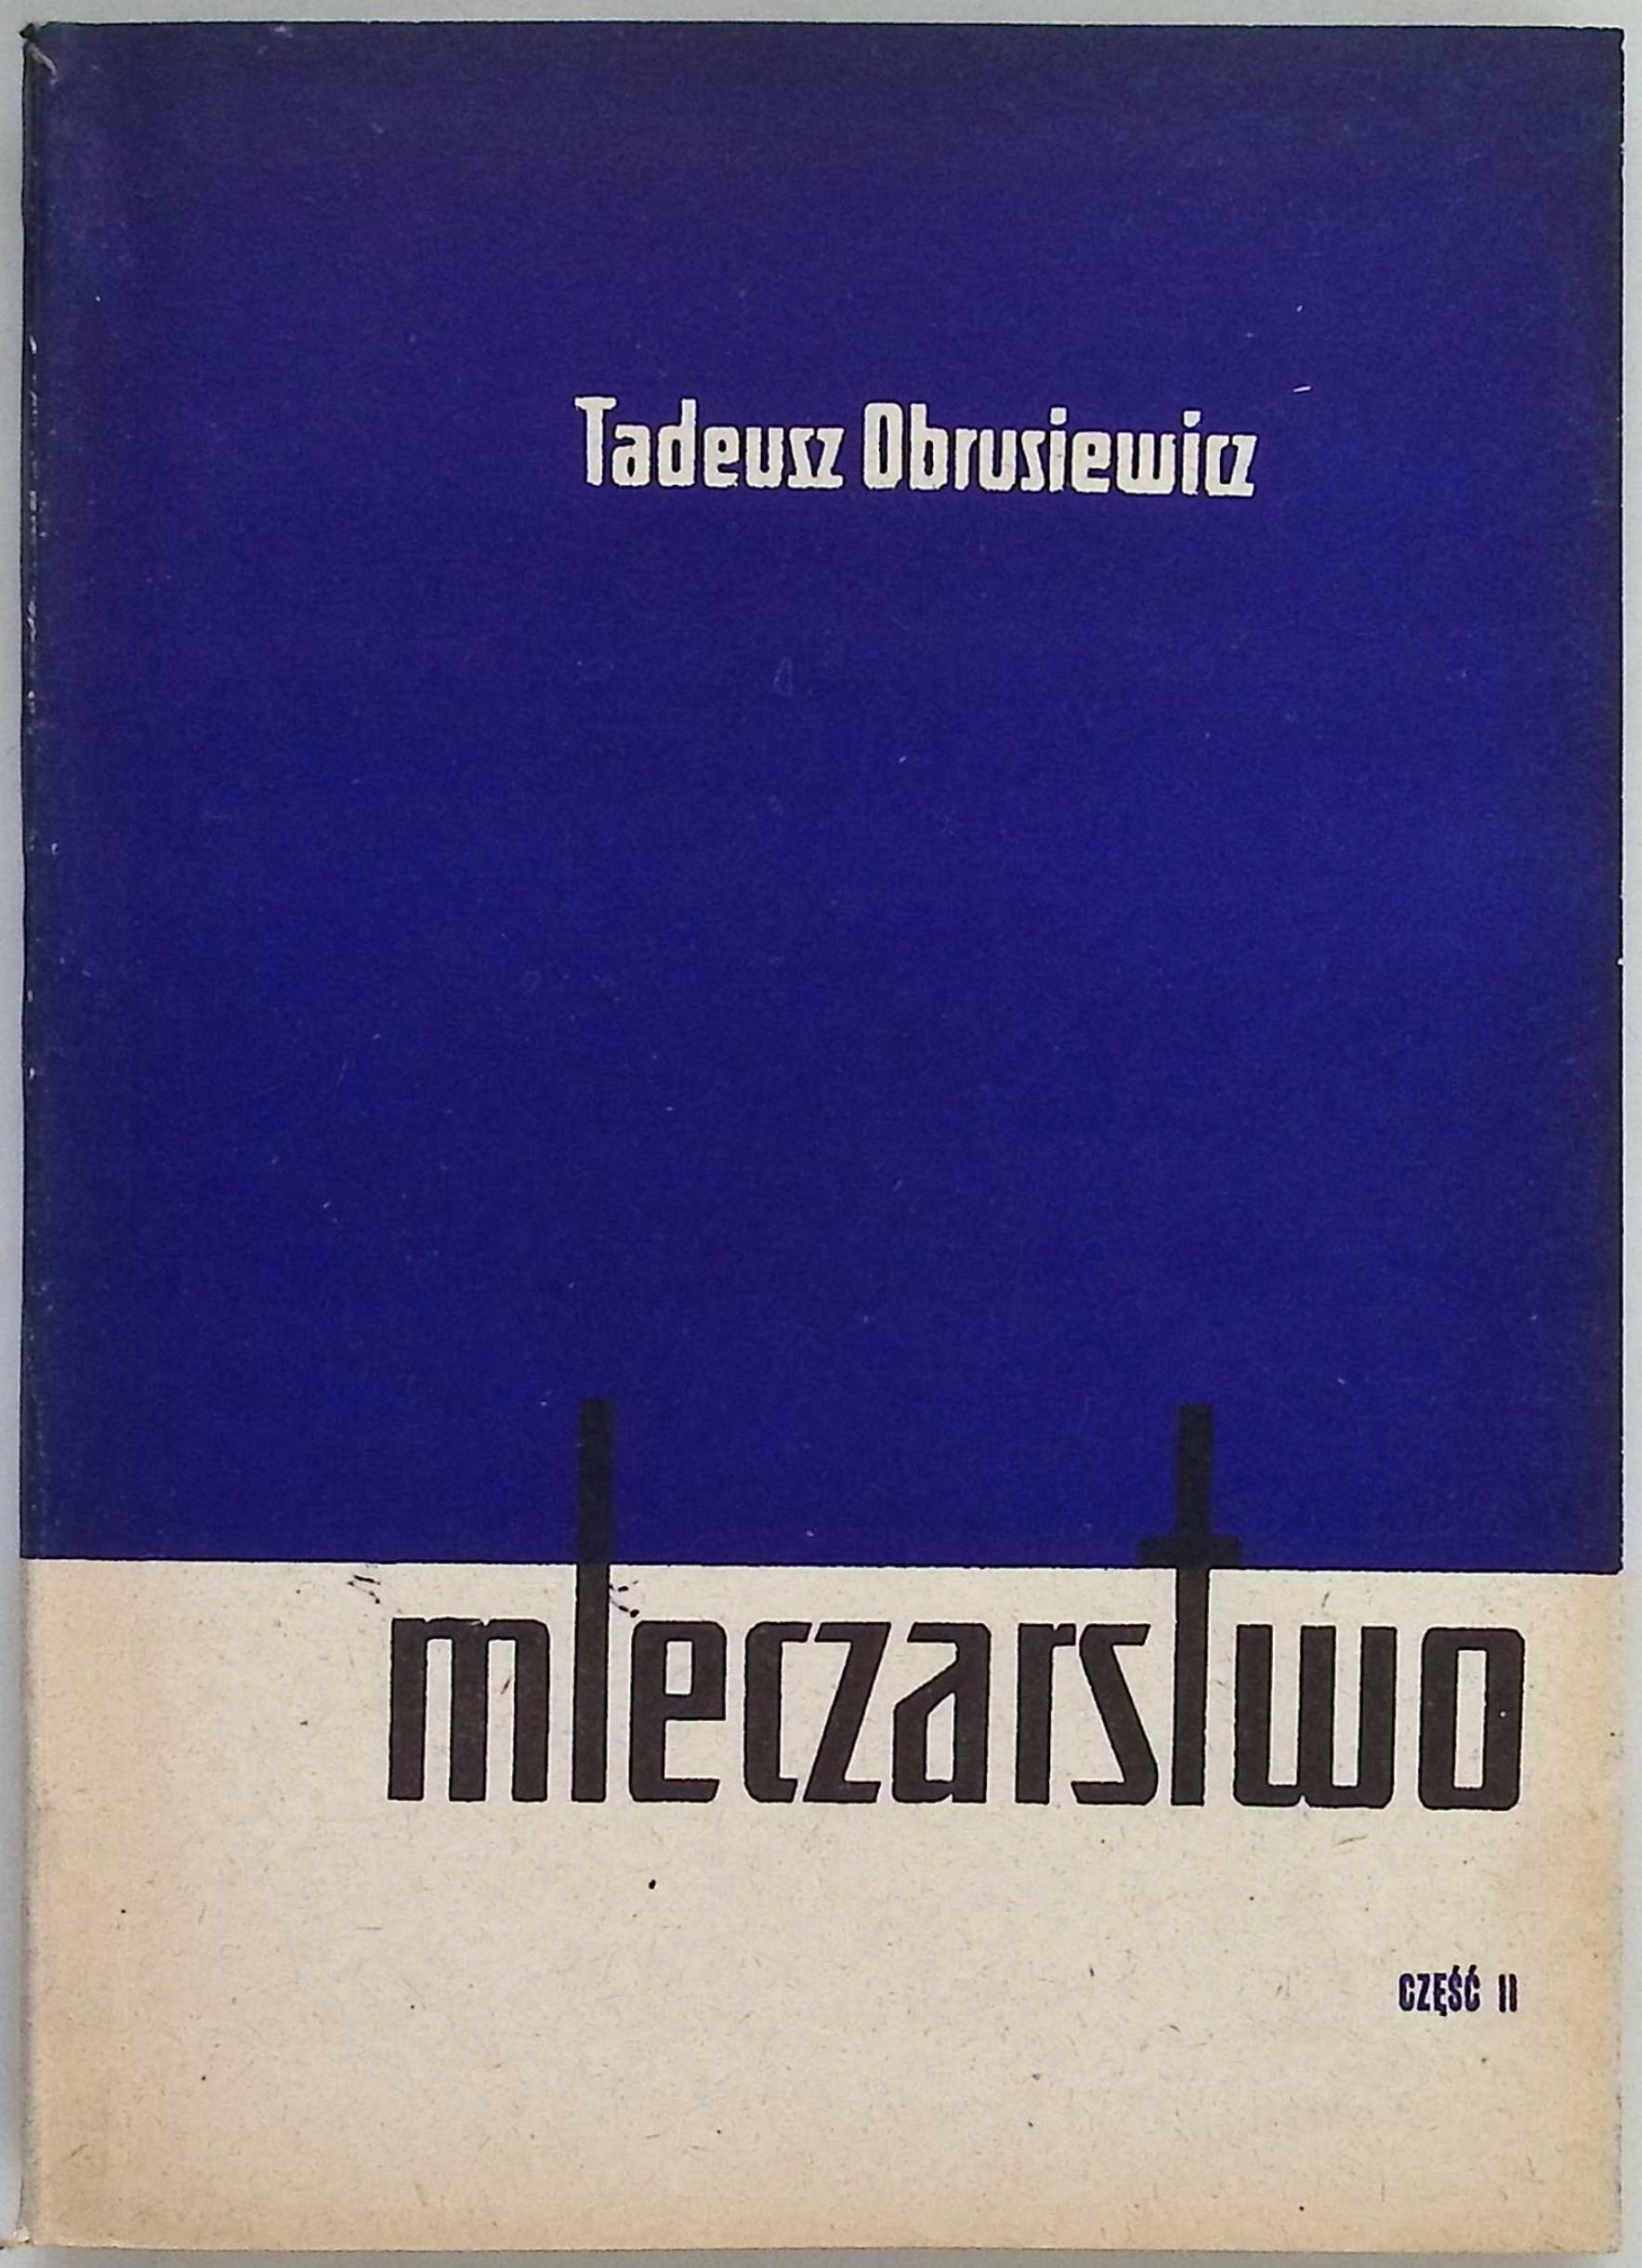 Tadeusz Obrusiewicz
mleczarstwo
CZĘŚĆ II